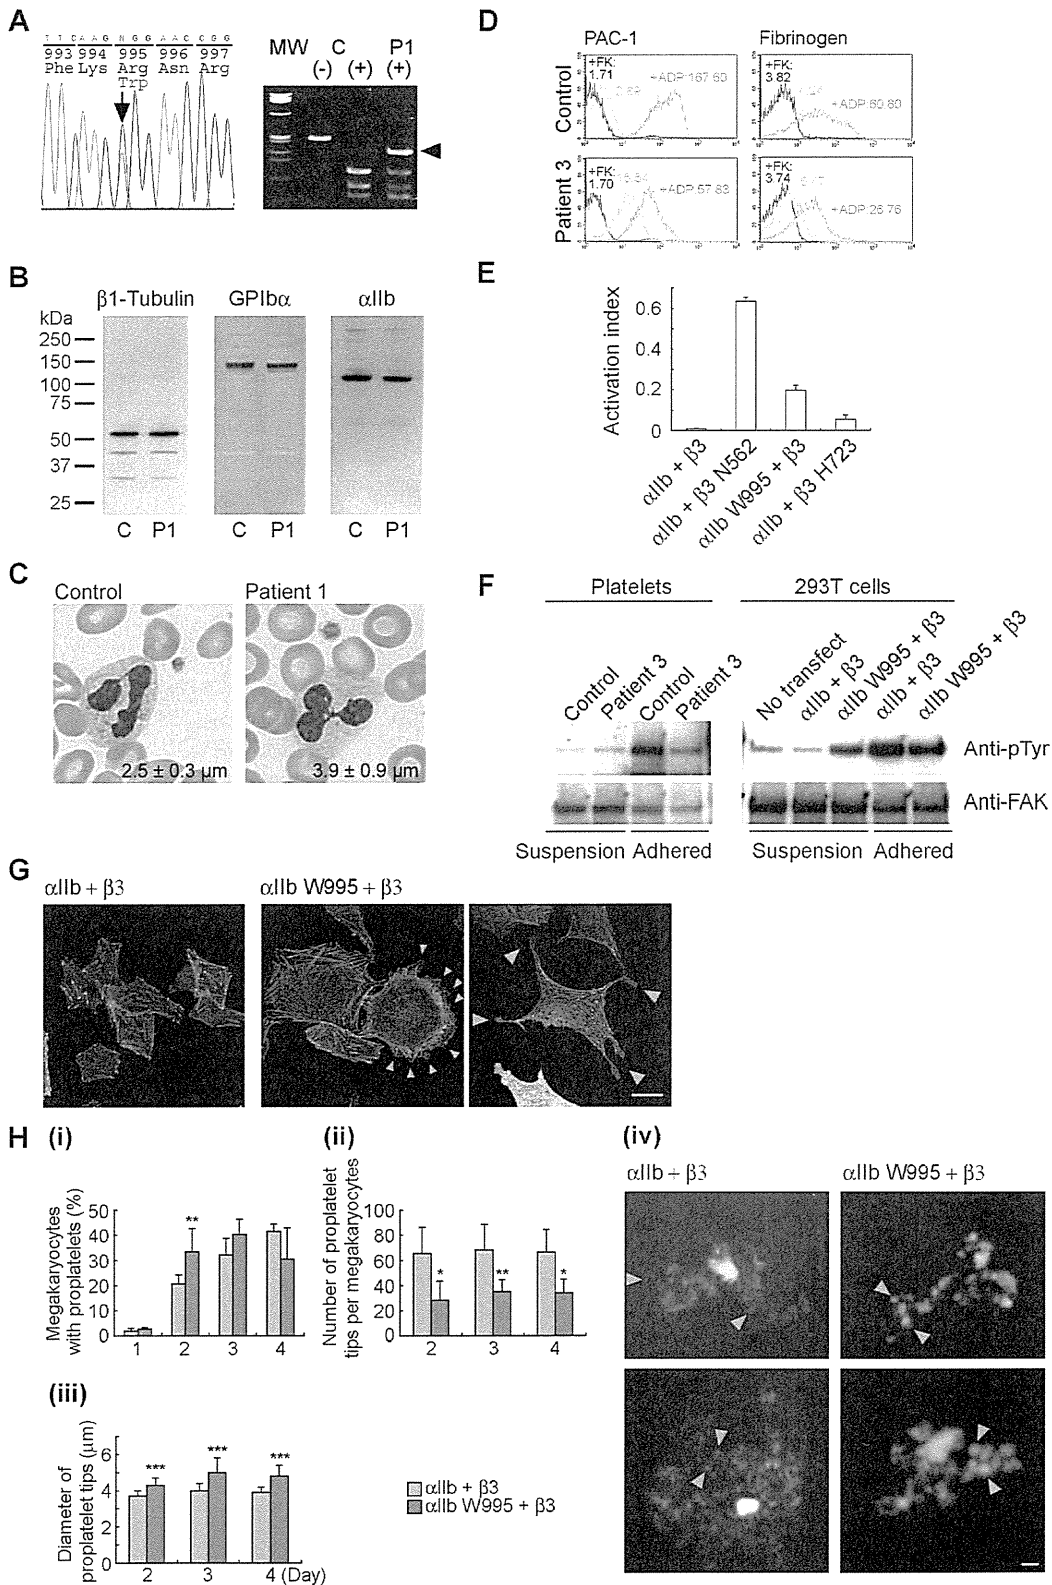 A
T T C A A G N G G A A C C G G
993 994 995 996 997
Phe Lys Arg Asn Arg
Trp
MW C P1
(-) (+) (+)
B
β1-Tubulin GPIbα αIIb
kDa
250
150
100
75
50
37
25
C P1 C P1 C P1
C
Control Patient 1
2.5 ± 0.3 μm 3.9 ± 0.9 μm
D
PAC-1 Fibrinogen
Control
+FK:
1.71
+ADP:167.60
+FK:
3.82
+ADP:60.80
Patient 3
+FK:
1.70
+ADP:57.83
+FK:
3.74
+ADP:26.76
E
Activation index
0.6
0.4
0.2
0
αIIb + β3
αIIb + β3 N562
αIIb W995 + β3
αIIb + β3 H723
F
Platelets 293T cells
Control
Patient 3
Control
Patient 3
No transfect
αIIb + β3
αIIb W995 + β3
αIIb + β3
αIIb W995 + β3
Anti-pTyr
Anti-FAK
Suspension Adhered Suspension Adhered
G
αIIb + β3 αIIb W995 + β3
H (i)
Megakaryocytes
with proplatelets (%)
50
40
30
20
10
0
**
1 2 3 4
(ii)
Number of proplatelet
tips per megakaryocytes
100
80
60
40
20
0
* ** *
2 3 4
(iii)
Diameter of
proplatelet tips (μm)
6
4
2
0
*** *** ***
2 3 4 (Day)
αIIb + β3
αIIb W995 + β3
(iv)
αIIb + β3 αIIb W995 + β3